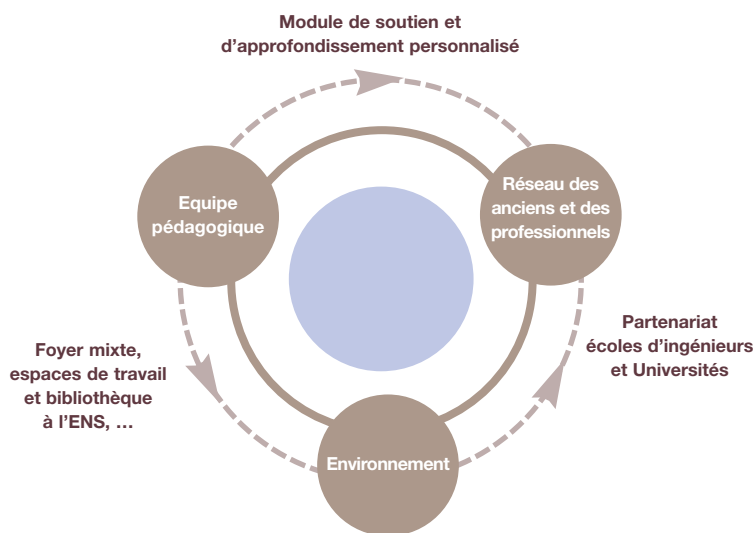 Module de soutien et
d’approfondissement personnalisé
Equipe
pédagogique
Réseau des
anciens et des
professionnels
Foyer mixte,
espaces de travail
et bibliothèque
à l’ENS, …
Partenariat
écoles d’ingénieurs
et Universités
Environnement